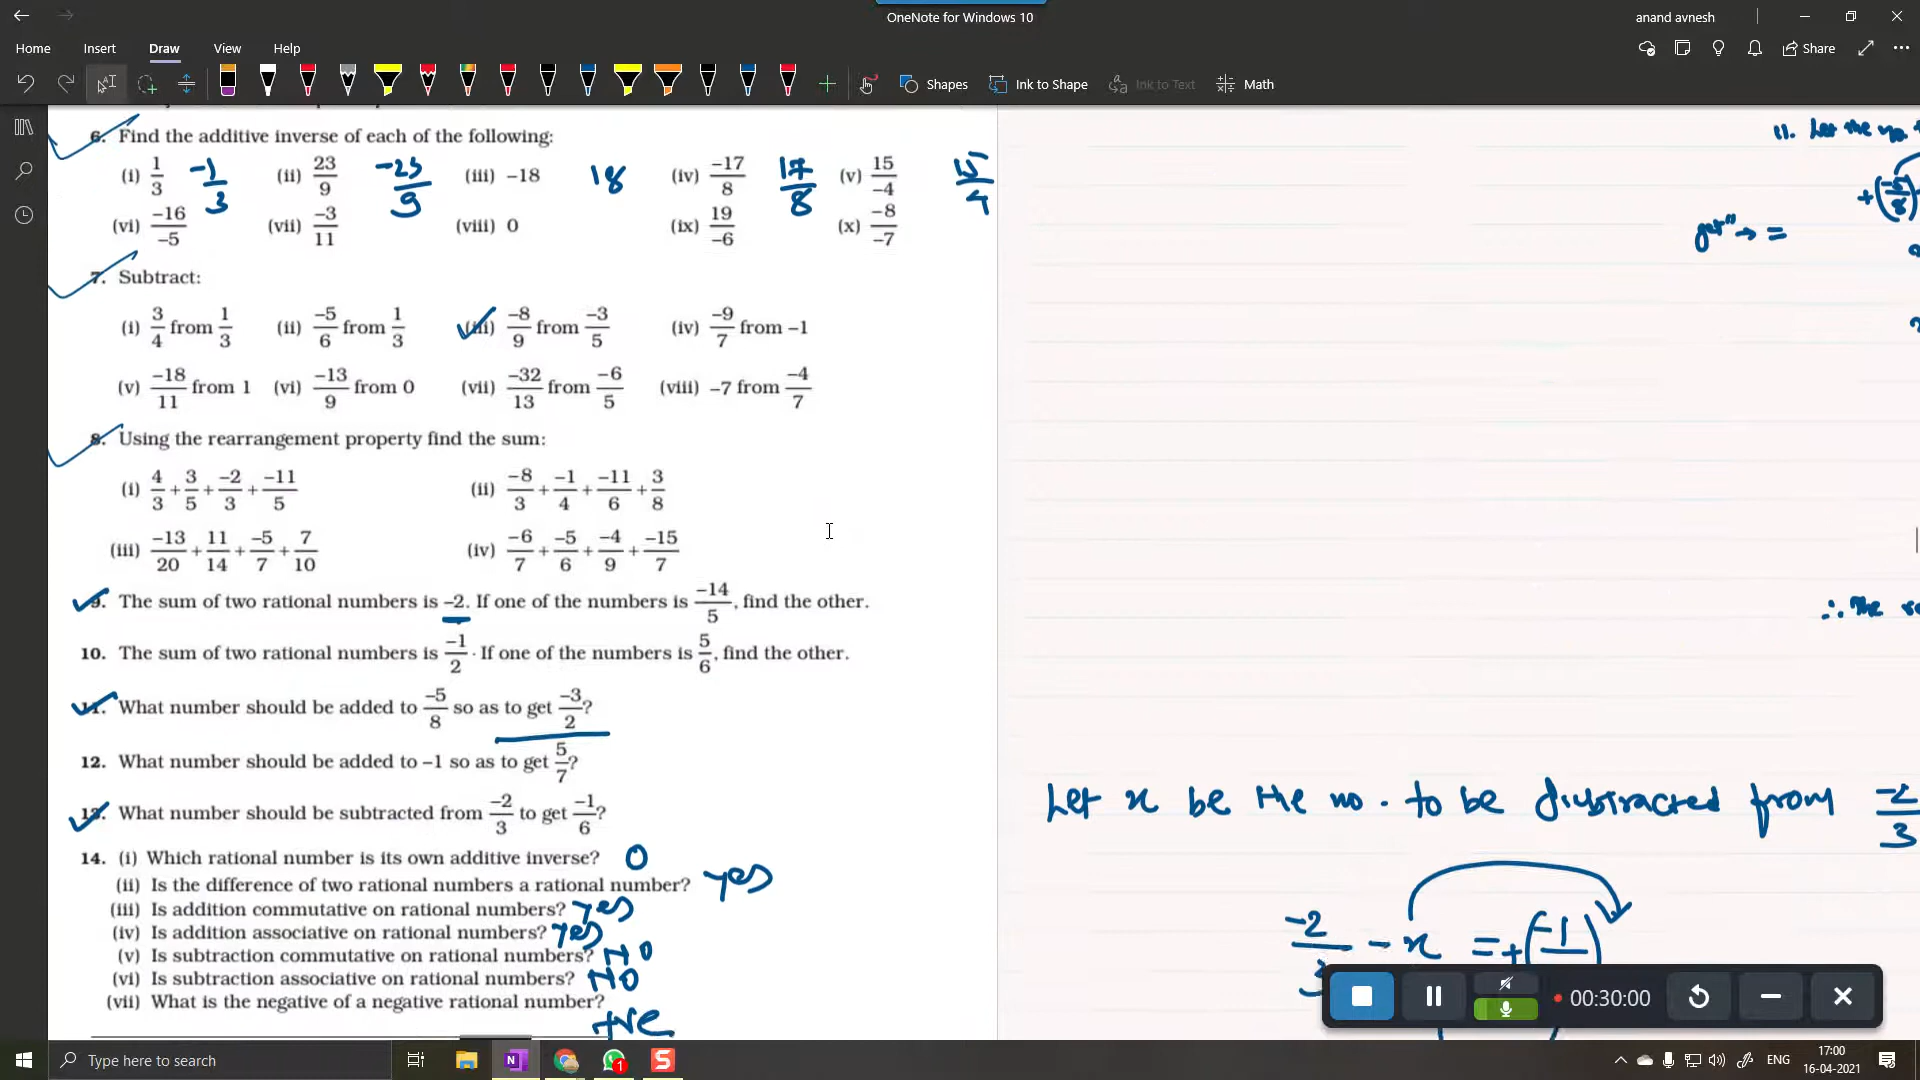 OneNote for Windows 10
anand avnesh
Home Insert Draw View Help
Share
Shapes Ink to Shape Ink to Text Math
6. Find the additive inverse of each of the following:
(i) 1/3 -1/3 (ii) 23/9 -23/9 (iii) -18 18 (iv) -17/8 17/8 (v) 15/-4 15/4
(vi) -16/-5 (vii) -3/11 (viii) 0 (ix) 19/-6 (x) -8/-7
7. Subtract:
(i) 3/4 from 1/3 (ii) -5/6 from 1/3 (iii) -8/9 from -3/5 (iv) -9/7 from -1
(v) -18/11 from 1 (vi) -13/9 from 0 (vii) -32/13 from -6/5 (viii) -7 from -4/7
8. Using the rearrangement property find the sum:
(i) 4/3 + 3/5 + -2/3 + -11/5 (ii) -8/3 + -1/4 + -11/6 + 3/8
(iii) -13/20 + 11/14 + -5/7 + 7/10 (iv) -6/7 + -5/6 + -4/9 + -15/7
9. The sum of two rational numbers is -2. If one of the numbers is -14/5, find the other.
10. The sum of two rational numbers is -1/2. If one of the numbers is 5/6, find the other.
11. What number should be added to -5/8 so as to get -3/2?
12. What number should be added to -1 so as to get 5/7?
13. What number should be subtracted from -2/3 to get -1/6?
14. (i) Which rational number is its own additive inverse? 0
(ii) Is the difference of two rational numbers a rational number? yes
(iii) Is addition commutative on rational numbers? yes
(iv) Is addition associative on rational numbers? yes
(v) Is subtraction commutative on rational numbers? NO
(vi) Is subtraction associative on rational numbers? NO
(vii) What is the negative of a negative rational number?
+ve
11. Let the no
+(-5/8)
→ =
∴ The
Let x be the no. to be subtracted from -2/3
-2/3 - x = +(-1
00:30:00
Type here to search
1
ENG
17:00
16-04-2021